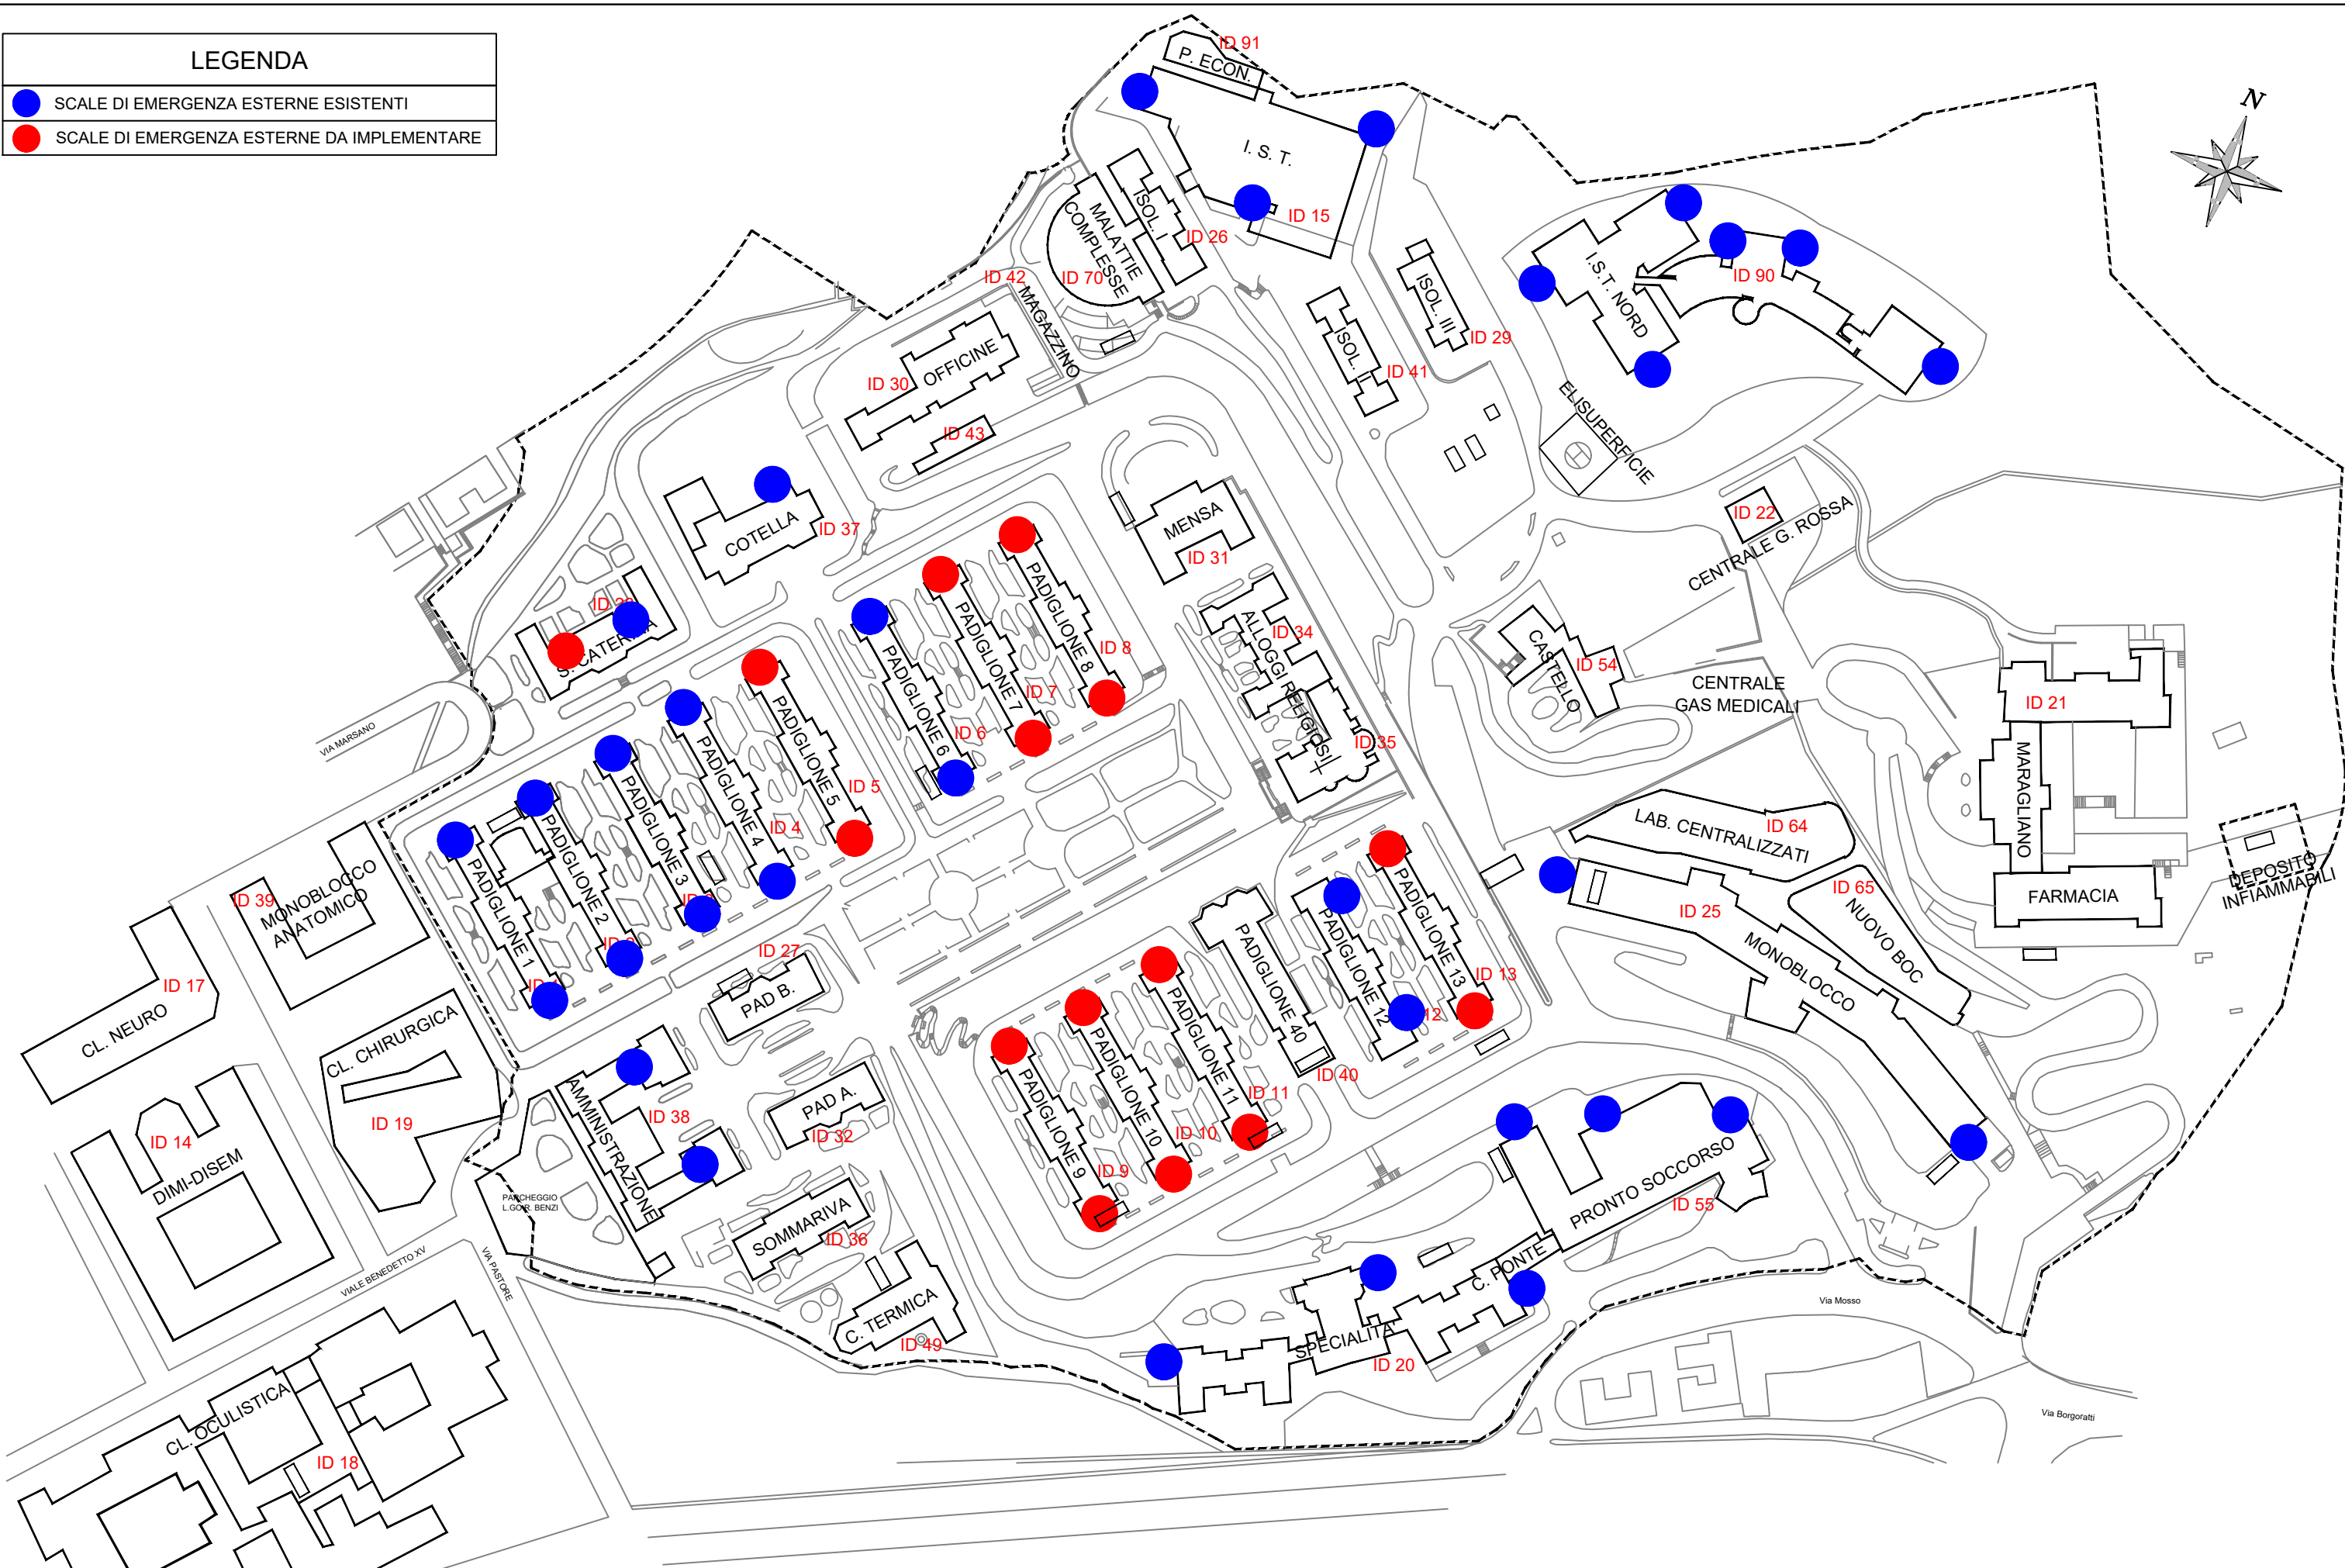 LEGENDA
SCALE DI EMERGENZA ESTERNE ESISTENTI
SCALE DI EMERGENZA ESTERNE DA IMPLEMENTARE
N
ID 91
P. ECON.
I. S. T.
ID 15
ISOL. I
ID 26
MALATTIE
COMPLESSE
ID 70
ID 42
MAGAZZINO
OFFICINE
ID 30
ID 43
ISOL. III
ID 29
ISOL.
ID 41
I.S.T. NORD
ID 90
ELISUPERFICIE
H
ID 22
CENTRALE G. ROSSA
COTELLA
ID 37
MENSA
ID 31
S. CATERINA
VIA MARSANO
PADIGLIONE 8
ID 8
PADIGLIONE 7
ID 7
PADIGLIONE 6
ID 6
PADIGLIONE 5
ID 5
PADIGLIONE 4
ID 4
PADIGLIONE 3
PADIGLIONE 2
PADIGLIONE 1
ALLOGGI RELIGIOSI
ID 34
ID 35
CASTELLO
ID 54
CENTRALE
GAS MEDICALI
ID 21
MARAGLIANO
FARMACIA
DEPOSITO
INFIAMMABILI
LAB. CENTRALIZZATI
ID 64
ID 65
NUOVO BOC
ID 25
MONOBLOCCO
ID 39
MONOBLOCCO
ANATOMICO
ID 17
CL. NEURO
CL. CHIRURGICA
ID 19
ID 14
DIMI-DISEM
ID 27
PAD B.
AMMINISTRAZIONE
ID 38
PAD A.
ID 32
SOMMARIVA
ID 36
C. TERMICA
ID 49
PARCHEGGIO
L.GO R. BENZI
VIALE BENEDETTO XV
VIA PASTORE
PADIGLIONE 9
ID 9
PADIGLIONE 10
ID 10
PADIGLIONE 11
ID 11
PADIGLIONE 40
ID 40
PADIGLIONE 12
12
PADIGLIONE 13
ID 13
PRONTO SOCCORSO
ID 55
C. PONTE
SPECIALITA'
ID 20
Via Mosso
Via Borgoratti
CL. OCULISTICA
ID 18